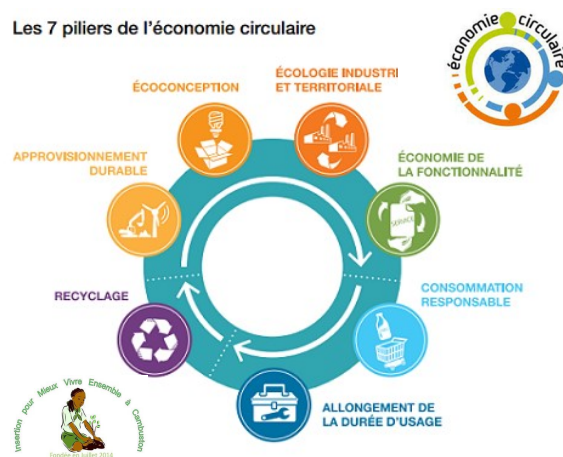 Les 7 piliers de l'économie circulaire
économie circulaire
ÉCOCONCEPTION
ÉCOLOGIE INDUSTRI
ET TERRITORIALE
APPROVISIONNEMENT
DURABLE
ÉCONOMIE DE
LA FONCTIONNALITÉ
SERVICE
RECYCLAGE
CONSOMMATION
RESPONSABLE
ALLONGEMENT DE
LA DURÉE D'USAGE
Insertion pour Mieux Vivre Ensemble à Cambuston
Fondée en juillet 2014